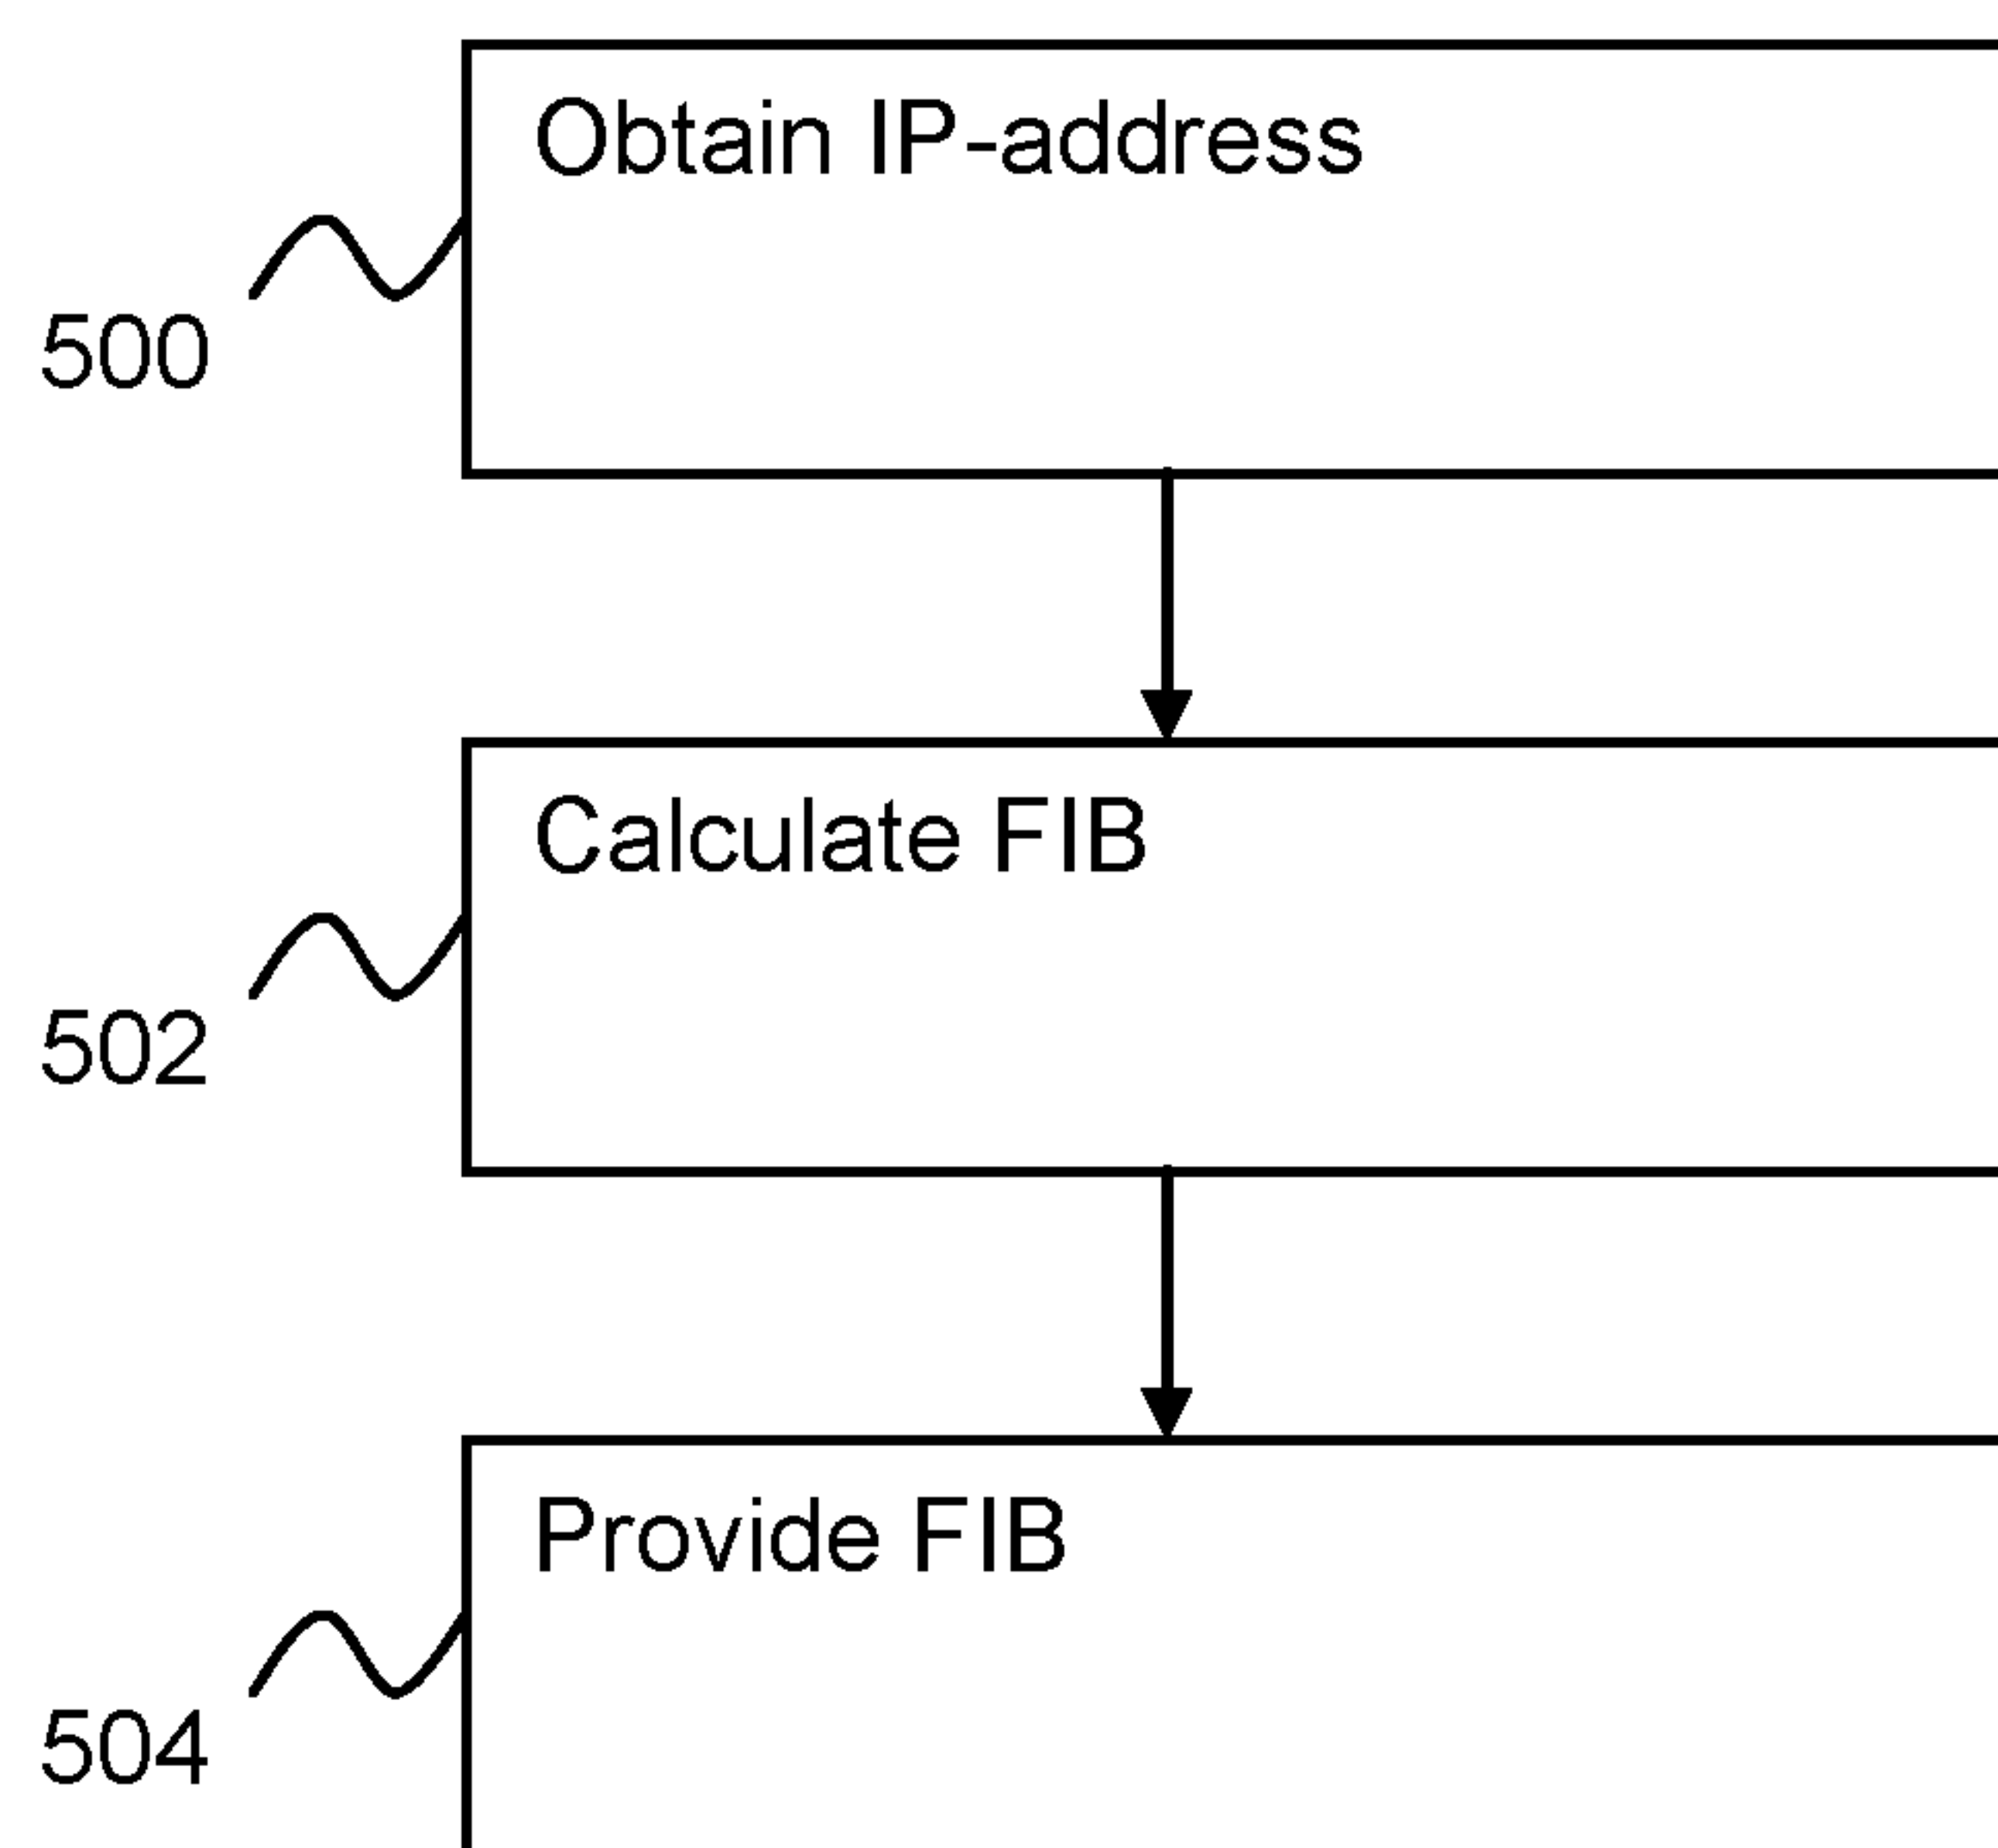 Obtain IP-address
500
Calculate FIB
502
Provide FIB
504